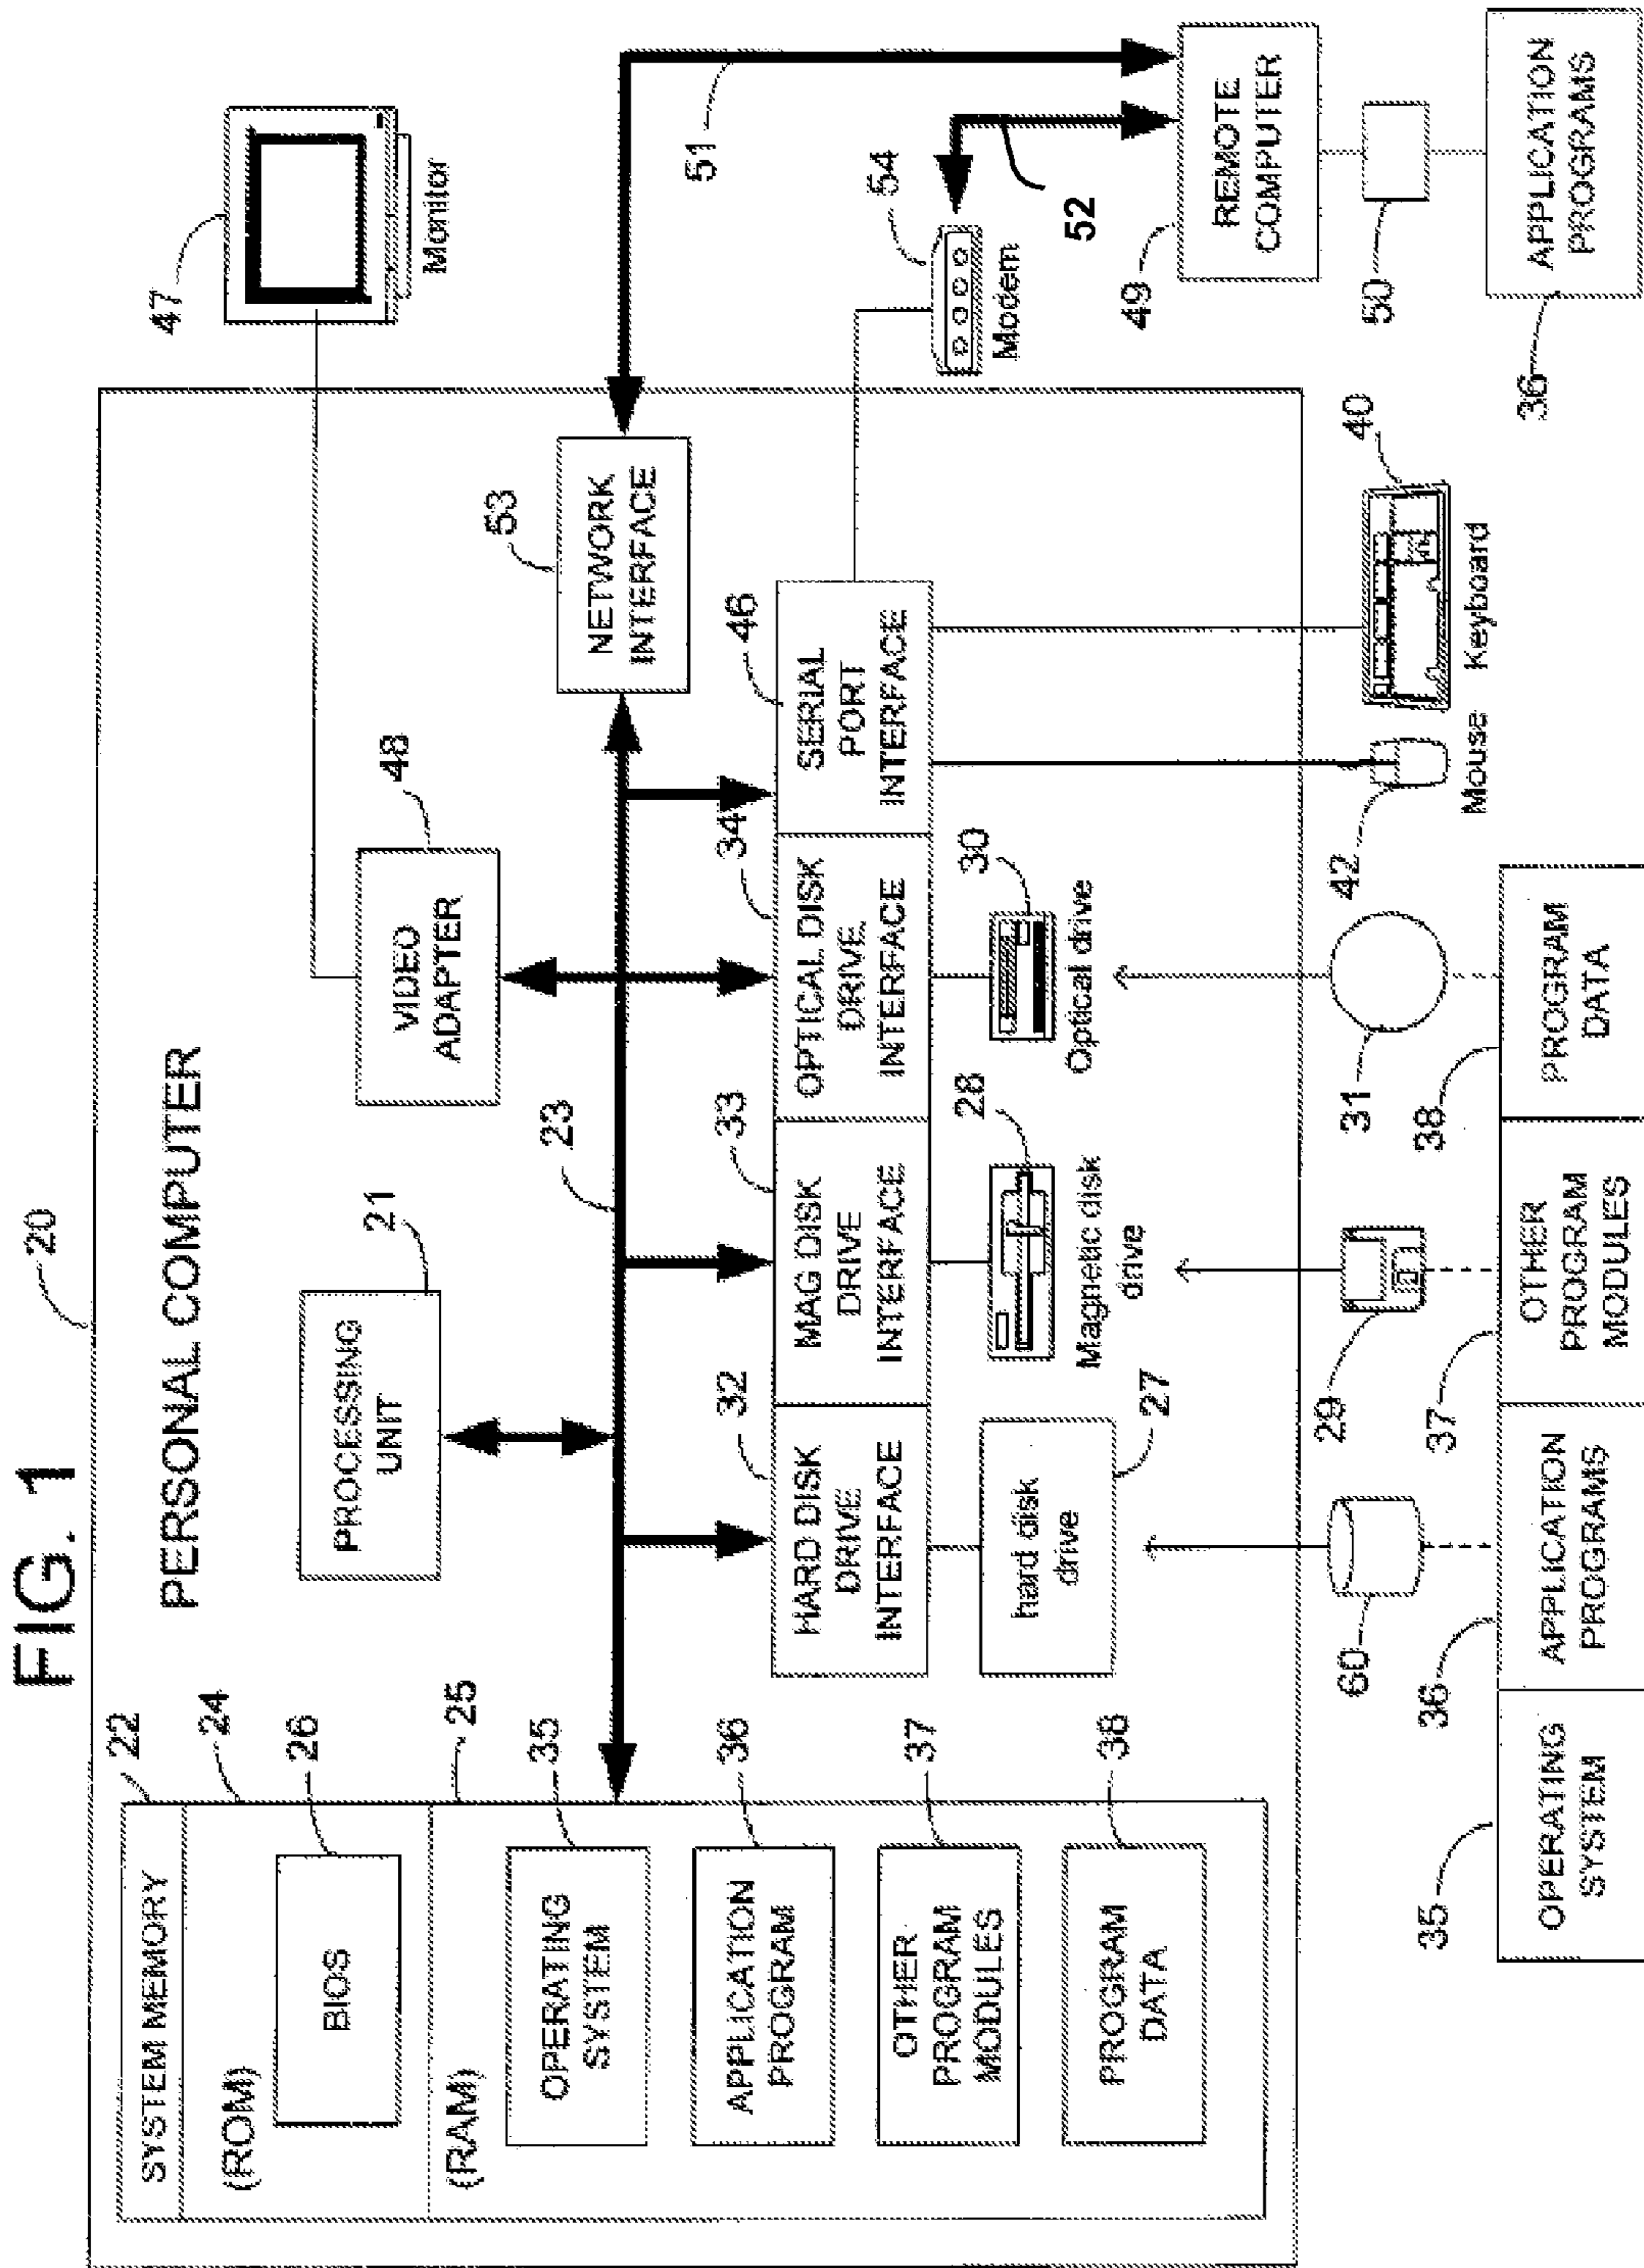 FIG. 1
20
PERSONAL COMPUTER
22
SYSTEM MEMORY
24
(ROM)
26
BIOS
25
(RAM)
35
OPERATING
SYSTEM
36
APPLICATION
PROGRAM
37
OTHER
PROGRAM
MODULES
38
PROGRAM
DATA
21
PROCESSING
UNIT
48
VIDEO
ADAPTER
47
Monitor
23
53
NETWORK
INTERFACE
51
32
HARD DISK
DRIVE
INTERFACE
33
MAG DISK
DRIVE
INTERFACE
34
OPTICAL DISK
DRIVE
INTERFACE
46
SERIAL
PORT
INTERFACE
54
Modem
52
27
hard disk
drive
28
Magnetic disk
drive
30
Optical drive
49
REMOTE
COMPUTER
60
29
31
42
Mouse
40
Keyboard
50
35
OPERATING
SYSTEM
36
APPLICATION
PROGRAMS
37
OTHER
PROGRAM
MODULES
38
PROGRAM
DATA
36
APPLICATION
PROGRAMS